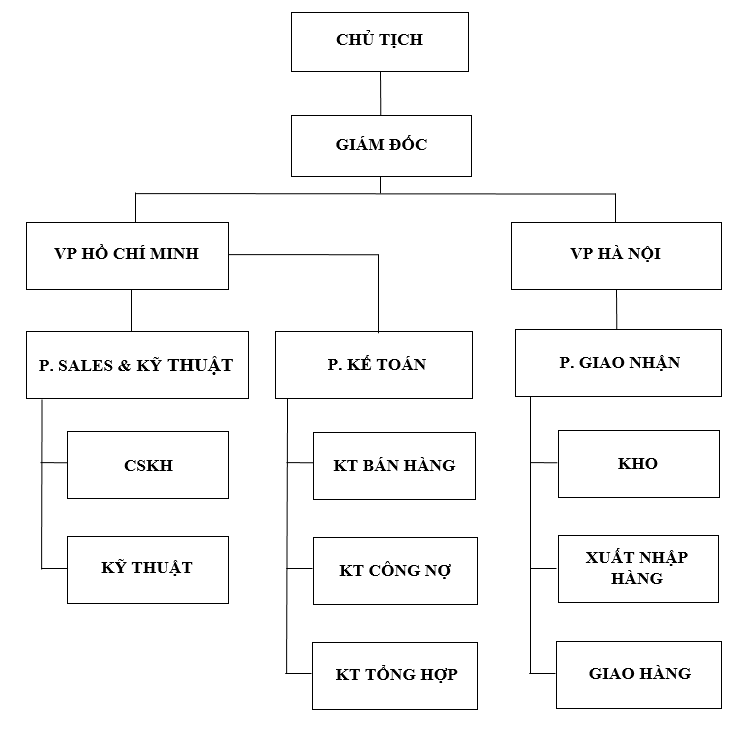 CHỦ TỊCH
GIÁM ĐỐC
VP HỒ CHÍ MINH
VP HÀ NỘI
P. SALES & KỸ THUẬT
P. KẾ TOÁN
P. GIAO NHẬN
CSKH
KT BÁN HÀNG
KHO
KỸ THUẬT
KT CÔNG NỢ
XUẤT NHẬP
HÀNG
KT TỔNG HỢP
GIAO HÀNG